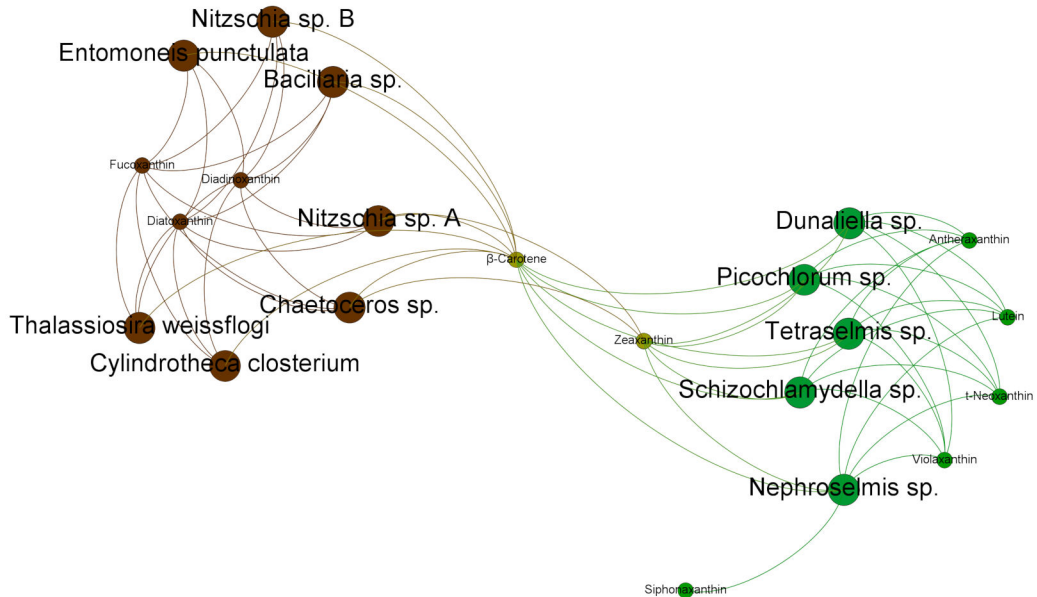 Nitzschia sp. B
Entomoneis punctulata
Bacillaria sp.
Fucoxanthin
Diadinoxanthin
Diatoxanthin
Nitzschia sp. A
Dunaliella sp.
Antheraxanthin
β-Carotene
Picochlorum sp.
Chaetoceros sp.
Lutein
Thalassiosira weissflogi
Tetraselmis sp.
Zeaxanthin
Cylindrotheca closterium
Schizochlamydella sp.
t-Neoxanthin
Violaxanthin
Nephroselmis sp.
Siphonaxanthin